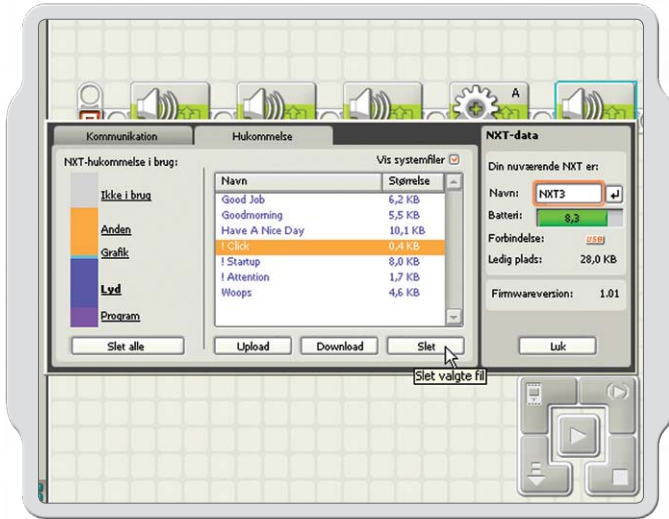 A
Kommunikation
Hukommelse
NXT-data
NXT-hukommelse i brug:
Vis systemfiler
Ikke i brug
Anden
Grafik
Lyd
Program
Slet alle
Navn Størrelse
Good Job 6,2 KB
Goodmorning 5,5 KB
Have A Nice Day 10,1 KB
! Click 0,4 KB
! Startup 8,0 KB
! Attention 1,7 KB
Woops 4,6 KB
Upload
Download
Slet
Slet valgte fil
Din nuværende NXT er:
Navn: NXT3
Batteri: 8,3
Forbindelse: USB
Ledig plads: 28,0 KB
Firmwareversion: 1.01
Luk